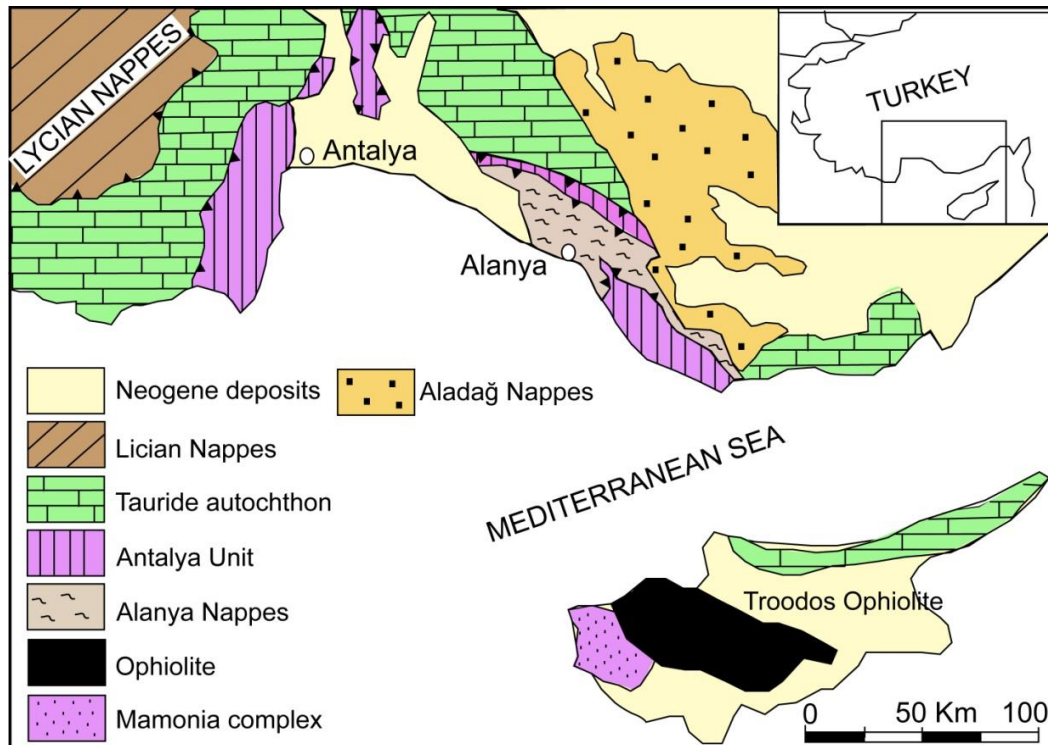 LYCIAN NAPPES
Antalya
TURKEY
Alanya
Neogene deposits
Aladağ Nappes
Lician Nappes
Tauride autochthon
Antalya Unit
Alanya Nappes
Ophiolite
Mamonia complex
MEDITERRANEAN SEA
Troodos Ophiolite
0 50 Km 100